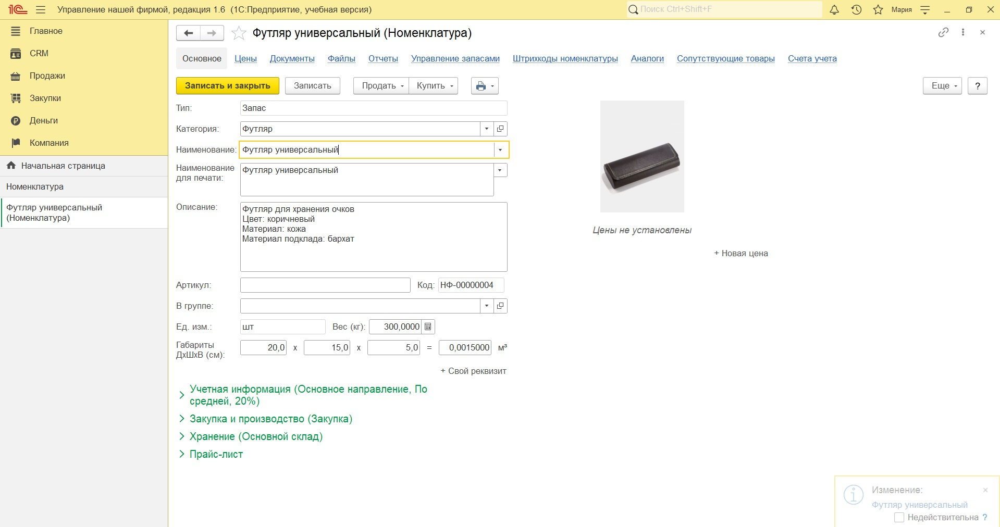 1С Управление нашей фирмой, редакция 1.6 (1С:Предприятие, учебная версия)
Поиск Ctrl+Shift+F
Мария
Главное
CRM
Продажи
Закупки
Деньги
Компания
Начальная страница
Номенклатура
Футляр универсальный
(Номенклатура)
Футляр универсальный (Номенклатура)
Основное Цены Документы Файлы Отчеты Управление запасами Штрихкоды номенклатуры Аналоги Сопутствующие товары Счета учета
Записать и закрыть Записать Продать Купить Еще ?
Тип: Запас
Категория: Футляр
Наименование: Футляр универсальный
Наименование
для печати: Футляр универсальный
Описание: Футляр для хранения очков
Цвет: коричневый
Материал: кожа
Материал подклада: бархат
Артикул: Код: НФ-00000004
В группе:
Ед. изм.: шт Вес (кг): 300,0000
Габариты
ДхШхВ (см): 20,0 x 15,0 x 5,0 = 0,0015000 м³
+ Свой реквизит
Учетная информация (Основное направление, По
средней, 20%)
Закупка и производство (Закупка)
Хранение (Основной склад)
Прайс-лист
Цены не установлены
+ Новая цена
Изменение:
Футляр универсальный
Недействительна ?